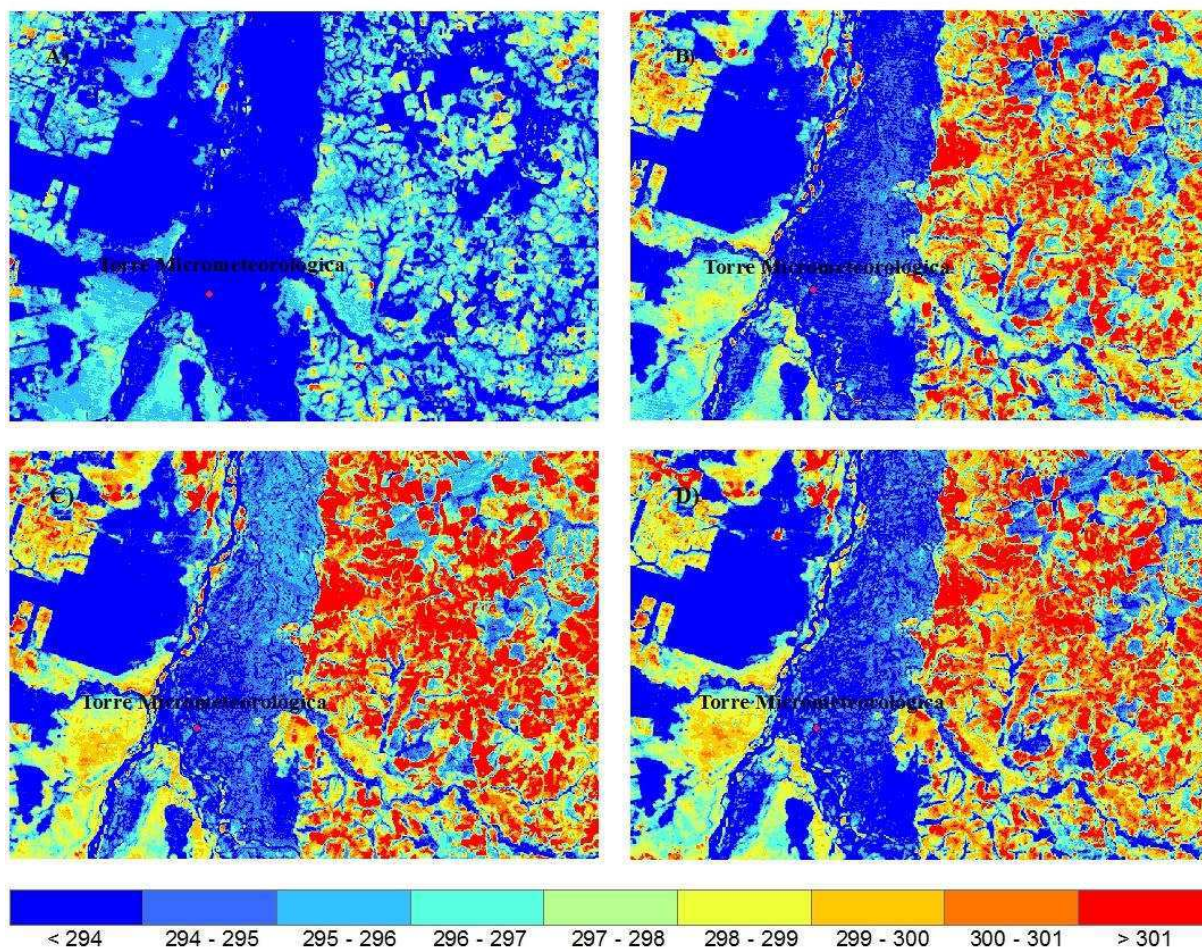 A)
Torre Micrometeorológica
B)
Torre Micrometeorológica
C)
Torre Micrometeorológica
D)
Torre Micrometeorológica
< 294 294 - 295 295 - 296 296 - 297 297 - 298 298 - 299 299 - 300 300 - 301 > 301